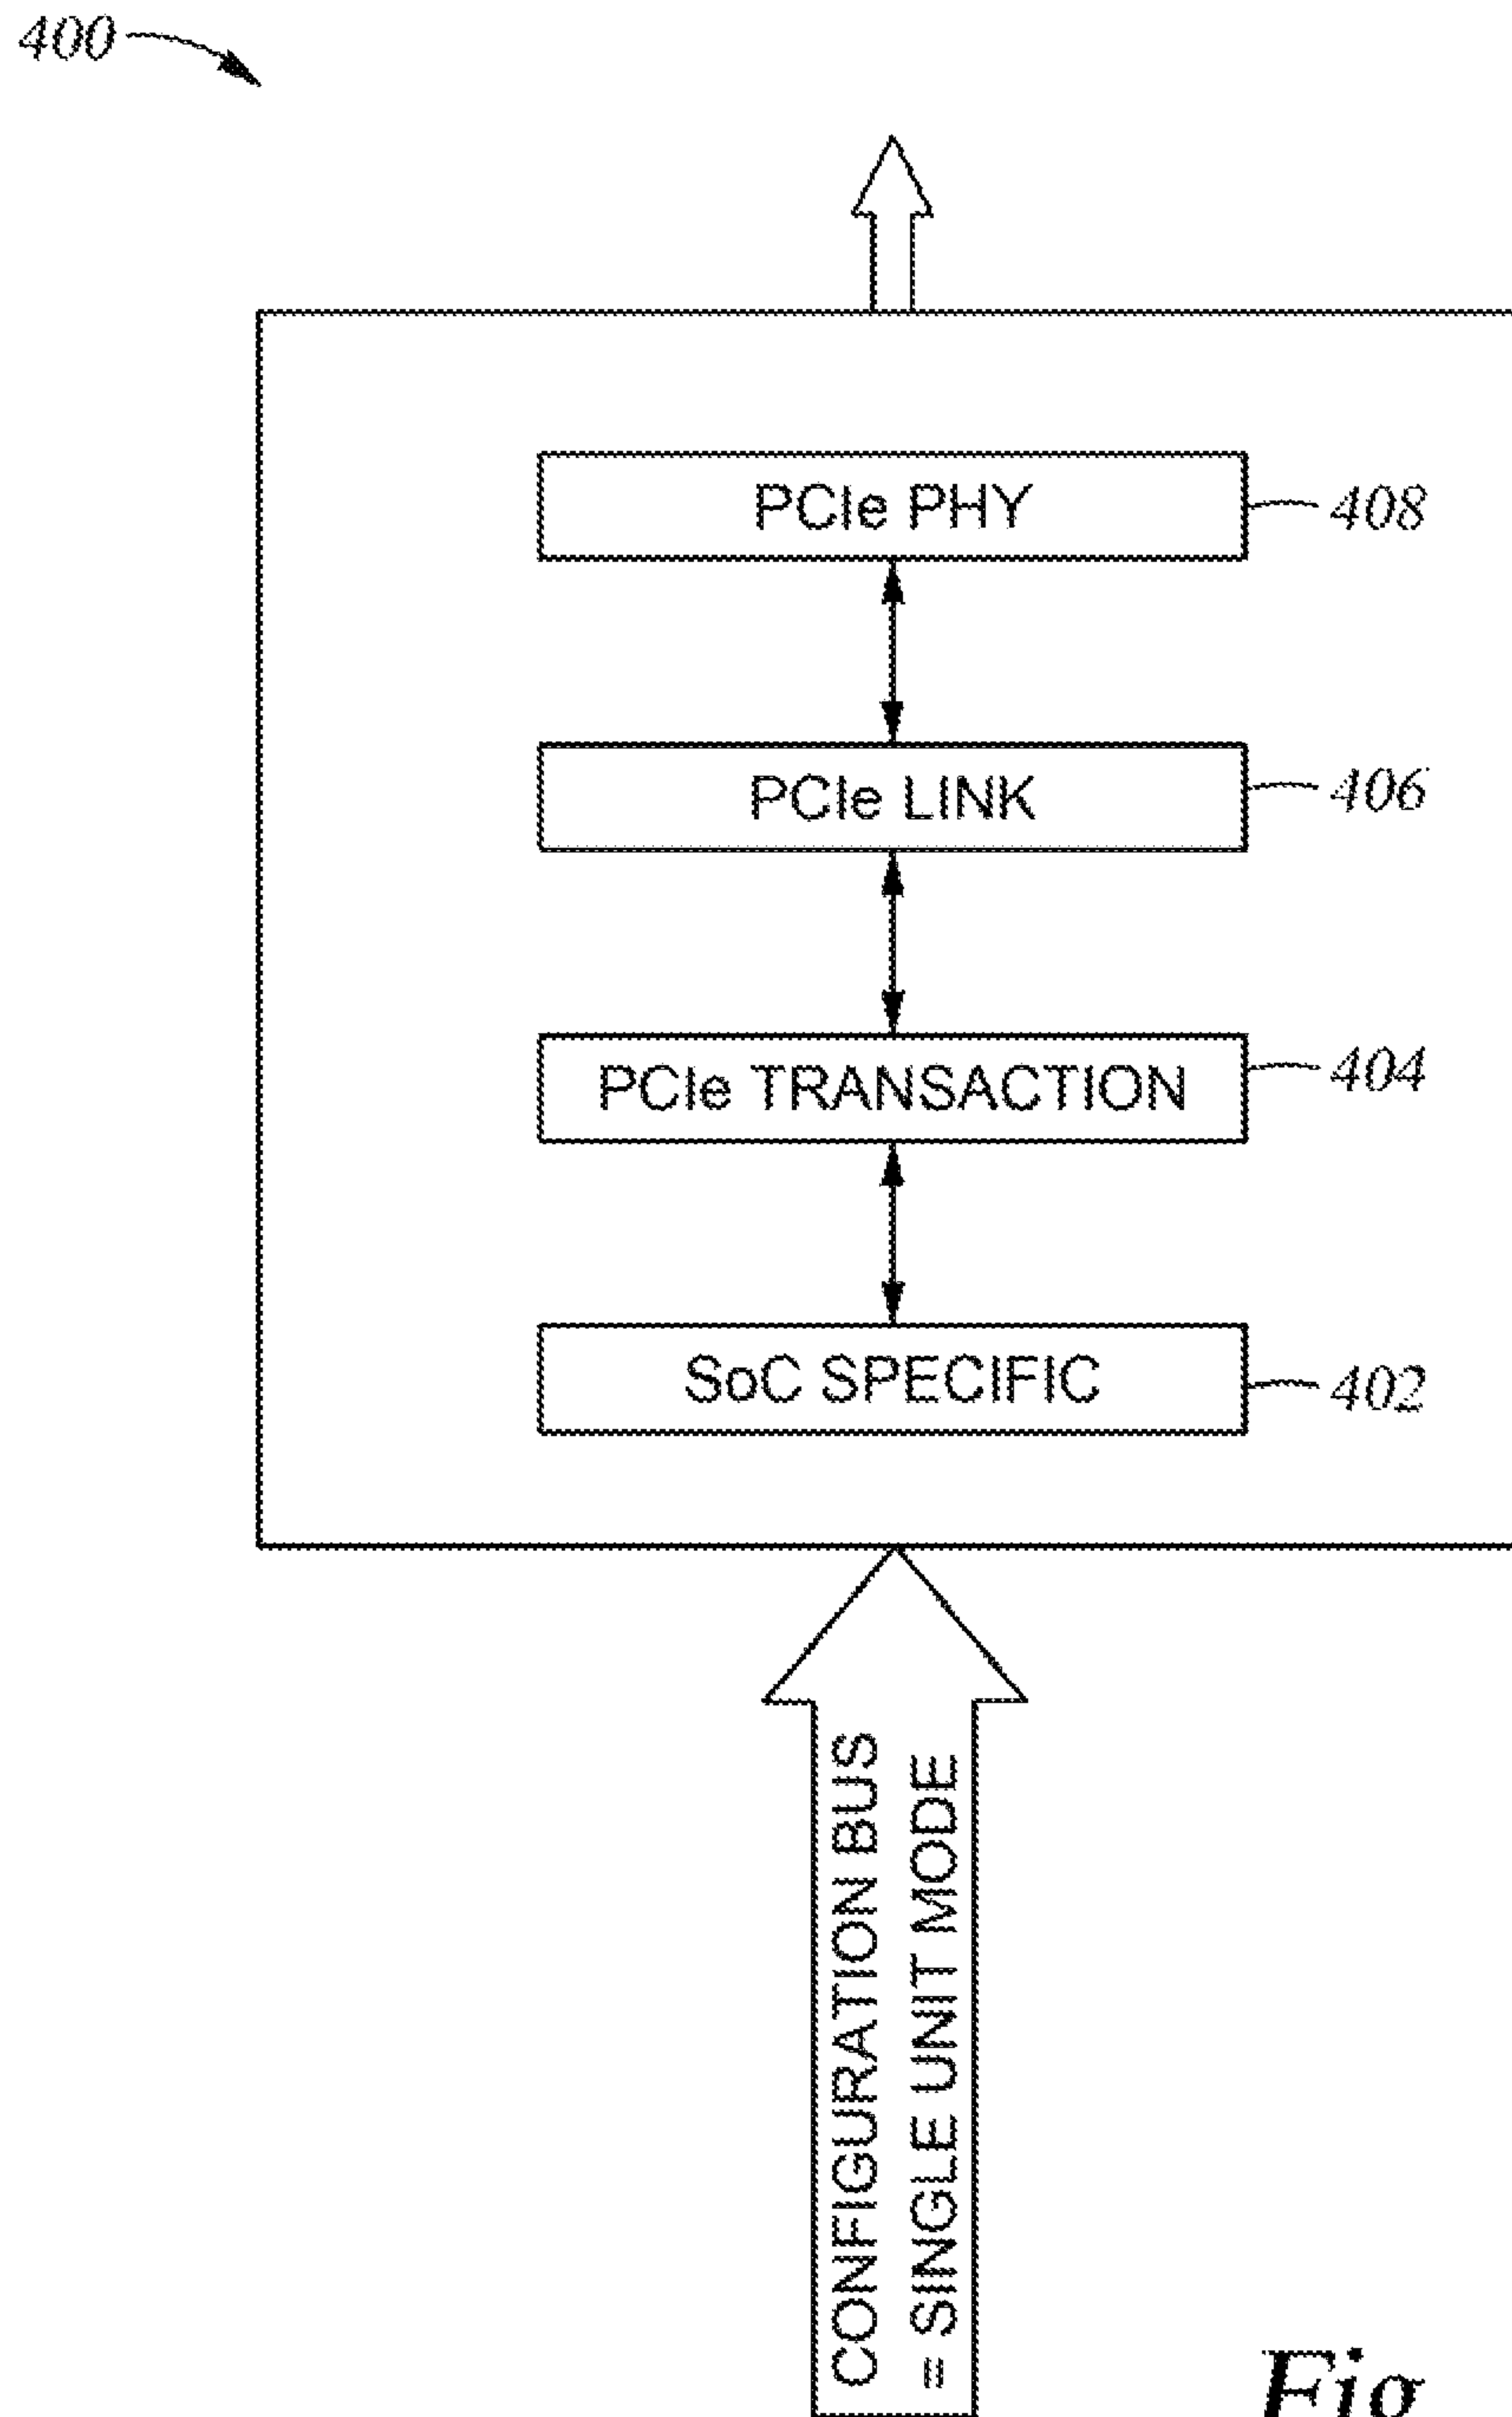 400
PCIe PHY
408
PCIe LINK
406
PCIe TRANSACTION
404
SoC SPECIFIC
402
CONFIGURATION BUS
= SINGLE UNIT MODE
Fig